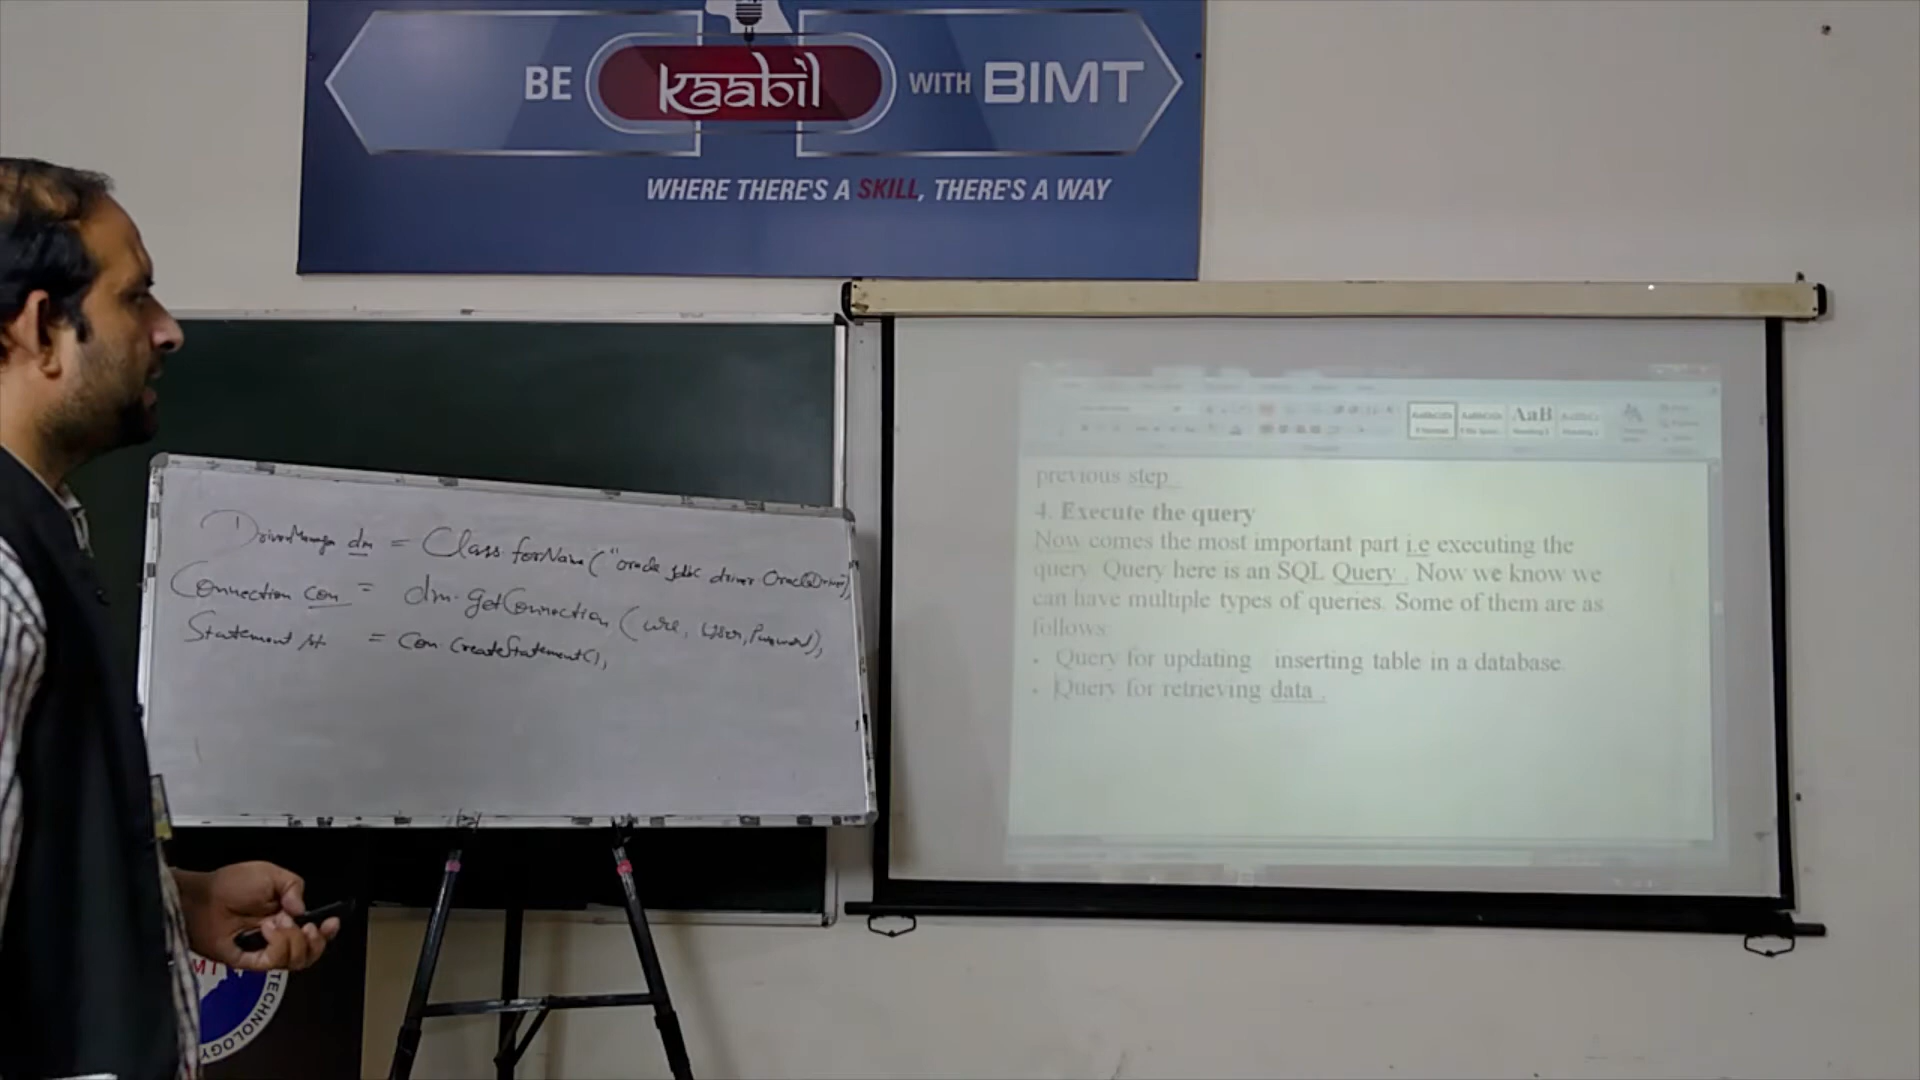 BE kaabil WITH BIMT
WHERE THERE'S A SKILL, THERE'S A WAY
DriverManager dm = Class.forName("oracle.jdbc.driver.OracleDriver);
Connection con = dm.getConnection (url, User, Password);
Statement st = con.createStatement();
AaB
previous step
4. Execute the query
Now comes the most important part i.e executing the
query Query here is an SQL Query . Now we know we
can have multiple types of queries. Some of them are as
follows:
• Query for updating inserting table in a database
• Query for retrieving data .
MT
TECHNOLOGY